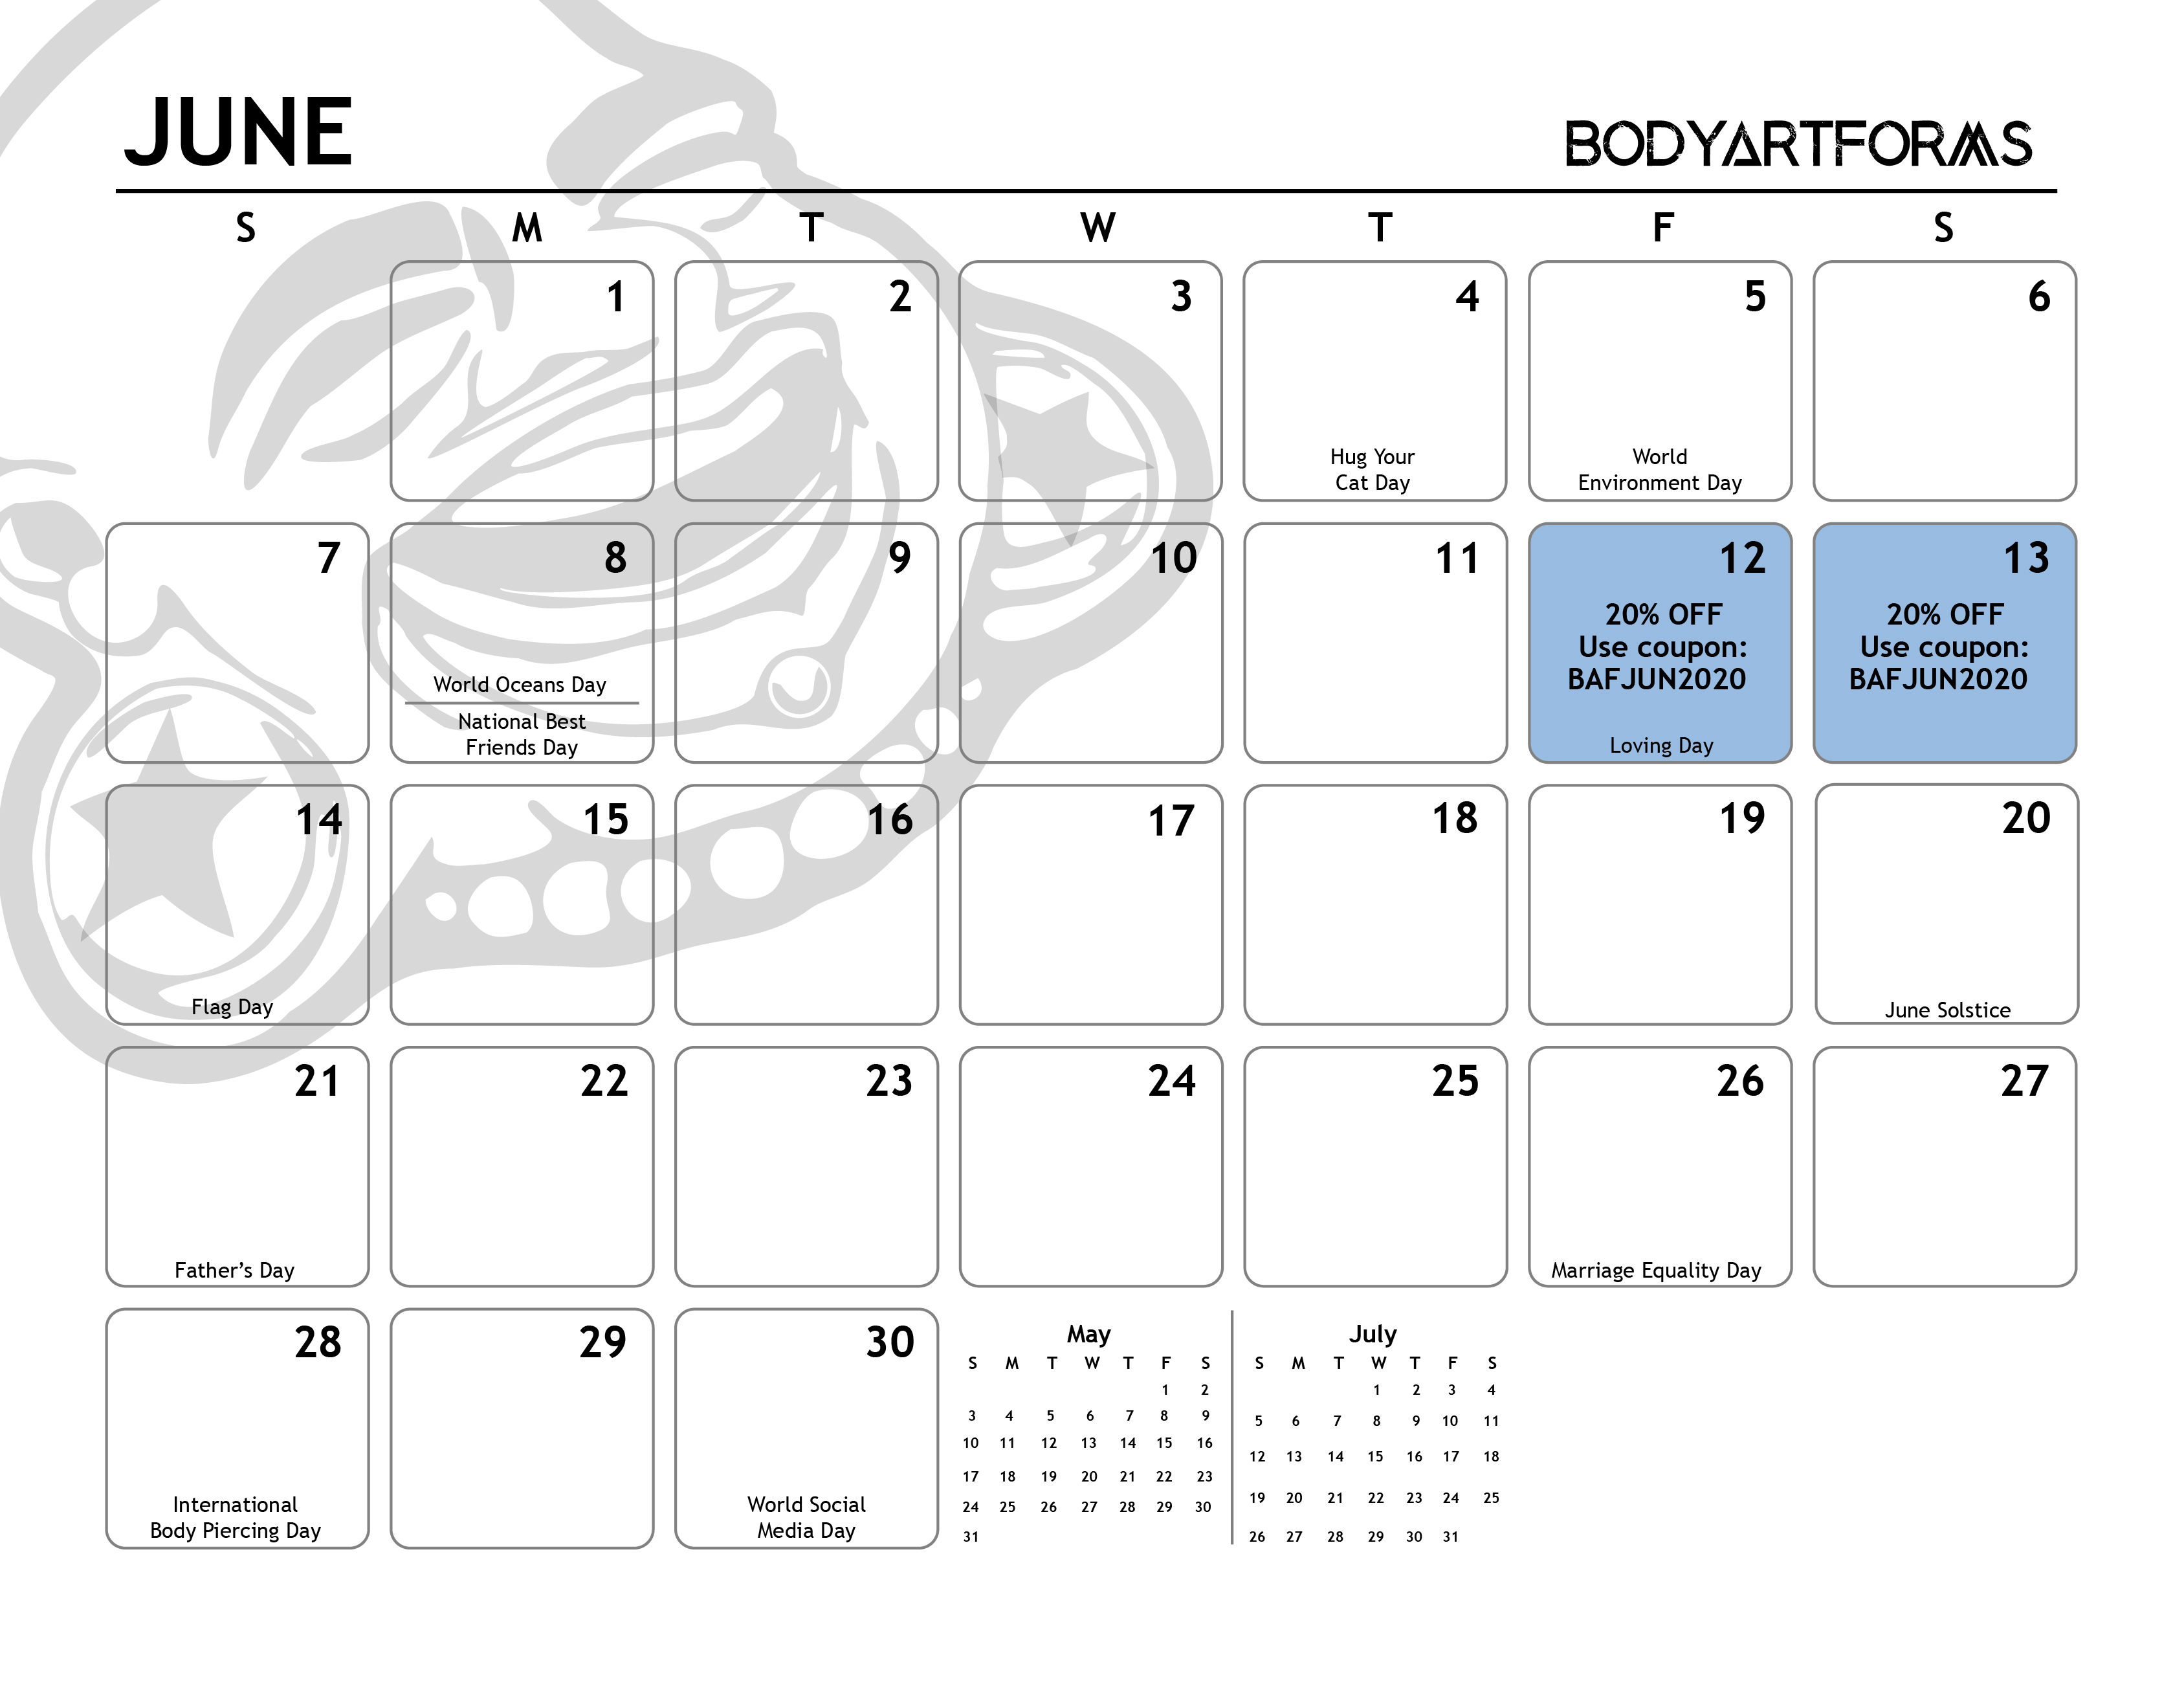 JUNE
BODYARTFORMS
S M T W T F S
1 2 3 4 5 6
Hug Your
Cat Day
World
Environment Day
7 8 9 10 11 12 13
World Oceans Day
National Best
Friends Day
20% OFF
Use coupon:
BAFJUN2020
Loving Day
20% OFF
Use coupon:
BAFJUN2020
14 15 16 17 18 19 20
Flag Day
June Solstice
21 22 23 24 25 26 27
Father’s Day
Marriage Equality Day
28 29 30
International
Body Piercing Day
World Social
Media Day
May
S M T W T F S
1 2
3 4 5 6 7 8 9
10 11 12 13 14 15 16
17 18 19 20 21 22 23
24 25 26 27 28 29 30
31
July
S M T W T F S
1 2 3 4
5 6 7 8 9 10 11
12 13 14 15 16 17 18
19 20 21 22 23 24 25
26 27 28 29 30 31